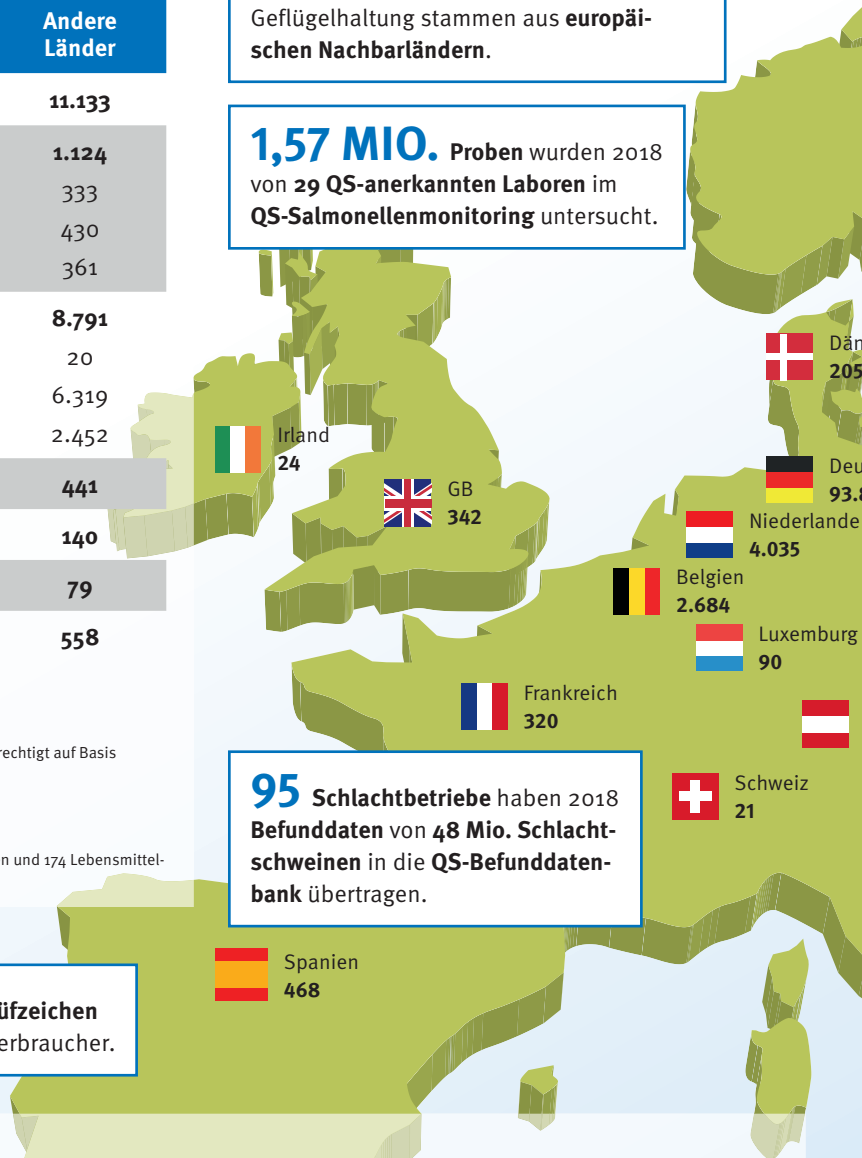 Andere
Länder
11.133
1.124
333
430
361
8.791
20
6.319
2.452
441
140
79
558
Geflügelhaltung stammen aus europäi-
schen Nachbarländern.
1,57 MIO. Proben wurden 2018
von 29 QS-anerkannten Laboren im
QS-Salmonellenmonitoring untersucht.
Irland
24
GB
342
205
Niederlande
4.035
Belgien
2.684
Luxemburg
90
Frankreich
320
Schweiz
21
auf Basis
95 Schlachtbetriebe haben 2018
Befunddaten von 48 Mio. Schlacht-
schweinen in die QS-Befunddaten-
bank übertragen.
und 174 Lebensmittel-
Spanien
468